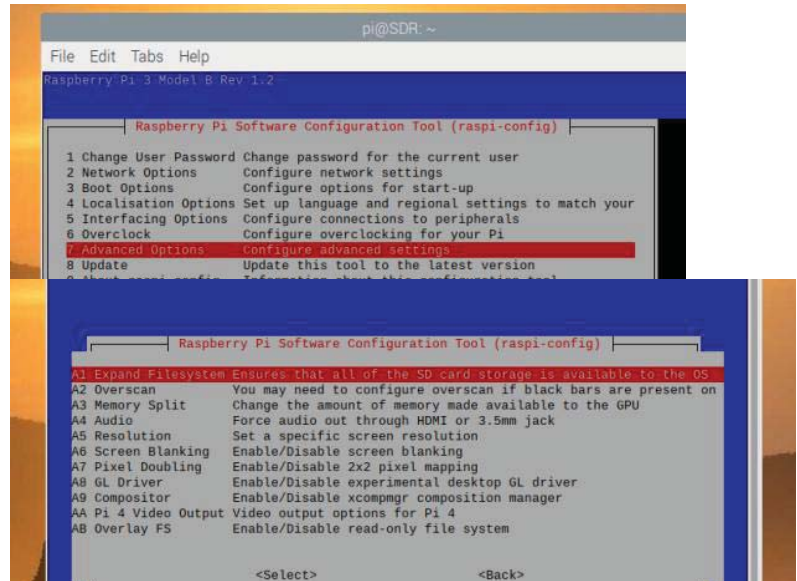 pi@SDR: ~
File Edit Tabs Help
Raspberry Pi 3 Model B Rev 1.2
Raspberry Pi Software Configuration Tool (raspi-config)
1 Change User Password Change password for the current user
2 Network Options Configure network settings
3 Boot Options Configure options for start-up
4 Localisation Options Set up language and regional settings to match your
5 Interfacing Options Configure connections to peripherals
6 Overclock Configure overclocking for your Pi
7 Advanced Options Configure advanced settings
8 Update Update this tool to the latest version
9 About raspi-config Information about this configuration tool
Raspberry Pi Software Configuration Tool (raspi-config)
A1 Expand Filesystem Ensures that all of the SD card storage is available to the OS
A2 Overscan You may need to configure overscan if black bars are present on
A3 Memory Split Change the amount of memory made available to the GPU
A4 Audio Force audio out through HDMI or 3.5mm jack
A5 Resolution Set a specific screen resolution
A6 Screen Blanking Enable/Disable screen blanking
A7 Pixel Doubling Enable/Disable 2x2 pixel mapping
A8 GL Driver Enable/Disable experimental desktop GL driver
A9 Compositor Enable/Disable xcompmgr composition manager
AA Pi 4 Video Output Video output options for Pi 4
AB Overlay FS Enable/Disable read-only file system
<Select> <Back>